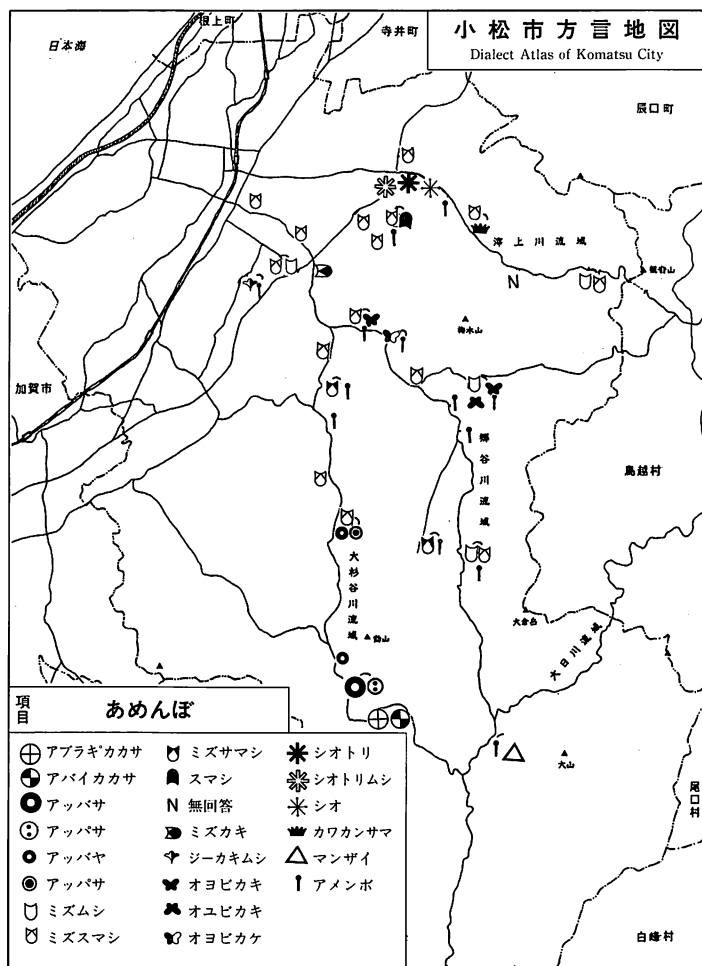 小松市方言地図
Dialect Atlas of Komatsu City
根上町
寺井町
日本海
辰口町
滓上川流域
N
加賀市
郷谷川流域
鳥越村
大杉谷川流域
大倉岳
大日川流域
大山
尾口村
白峰村
項目
あめんぼ
アブラギカカサ
アバイカカサ
アッバサ
アッパサ
アッバヤ
アッパサ
ミズムシ
ミズスマシ
ミズサマシ
スマシ
N 無回答
ミズカキ
ジーカキムシ
オヨビカキ
オユビカキ
オヨビカケ
シオトリ
シオトリムシ
シオ
カワカンサマ
マンザイ
アメンボ